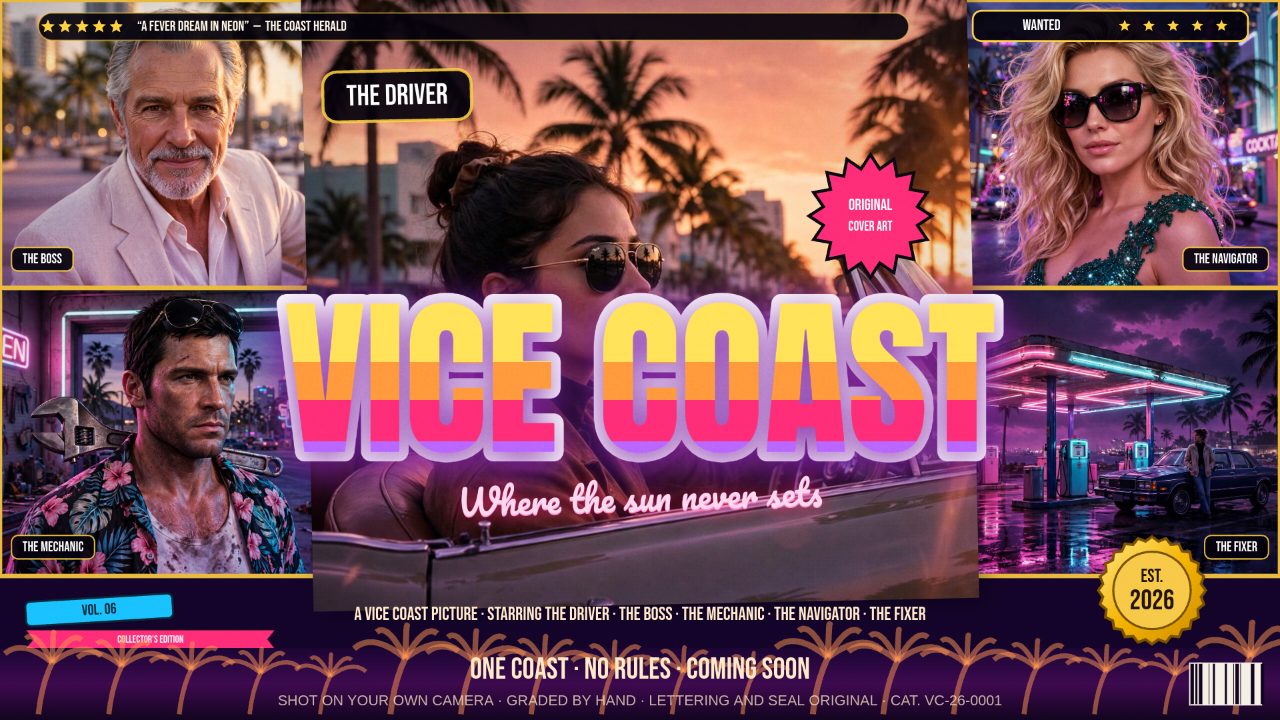 "A FEVER DREAM IN NEON" — THE COAST HERALD
WANTED
THE DRIVER
ORIGINAL
COVER ART
THE BOSS
THE NAVIGATOR
COCKTA
VICE COAST
EN
Where the sun never sets
THE MECHANIC
THE FIXER
EST.
2026
VOL. 06
A VICE COAST PICTURE · STARRING THE DRIVER · THE BOSS · THE MECHANIC · THE NAVIGATOR · THE FIXER
COLLECTOR'S EDITION
ONE COAST · NO RULES · COMING SOON
SHOT ON YOUR OWN CAMERA · GRADED BY HAND · LETTERING AND SEAL ORIGINAL · CAT. VC-26-0001